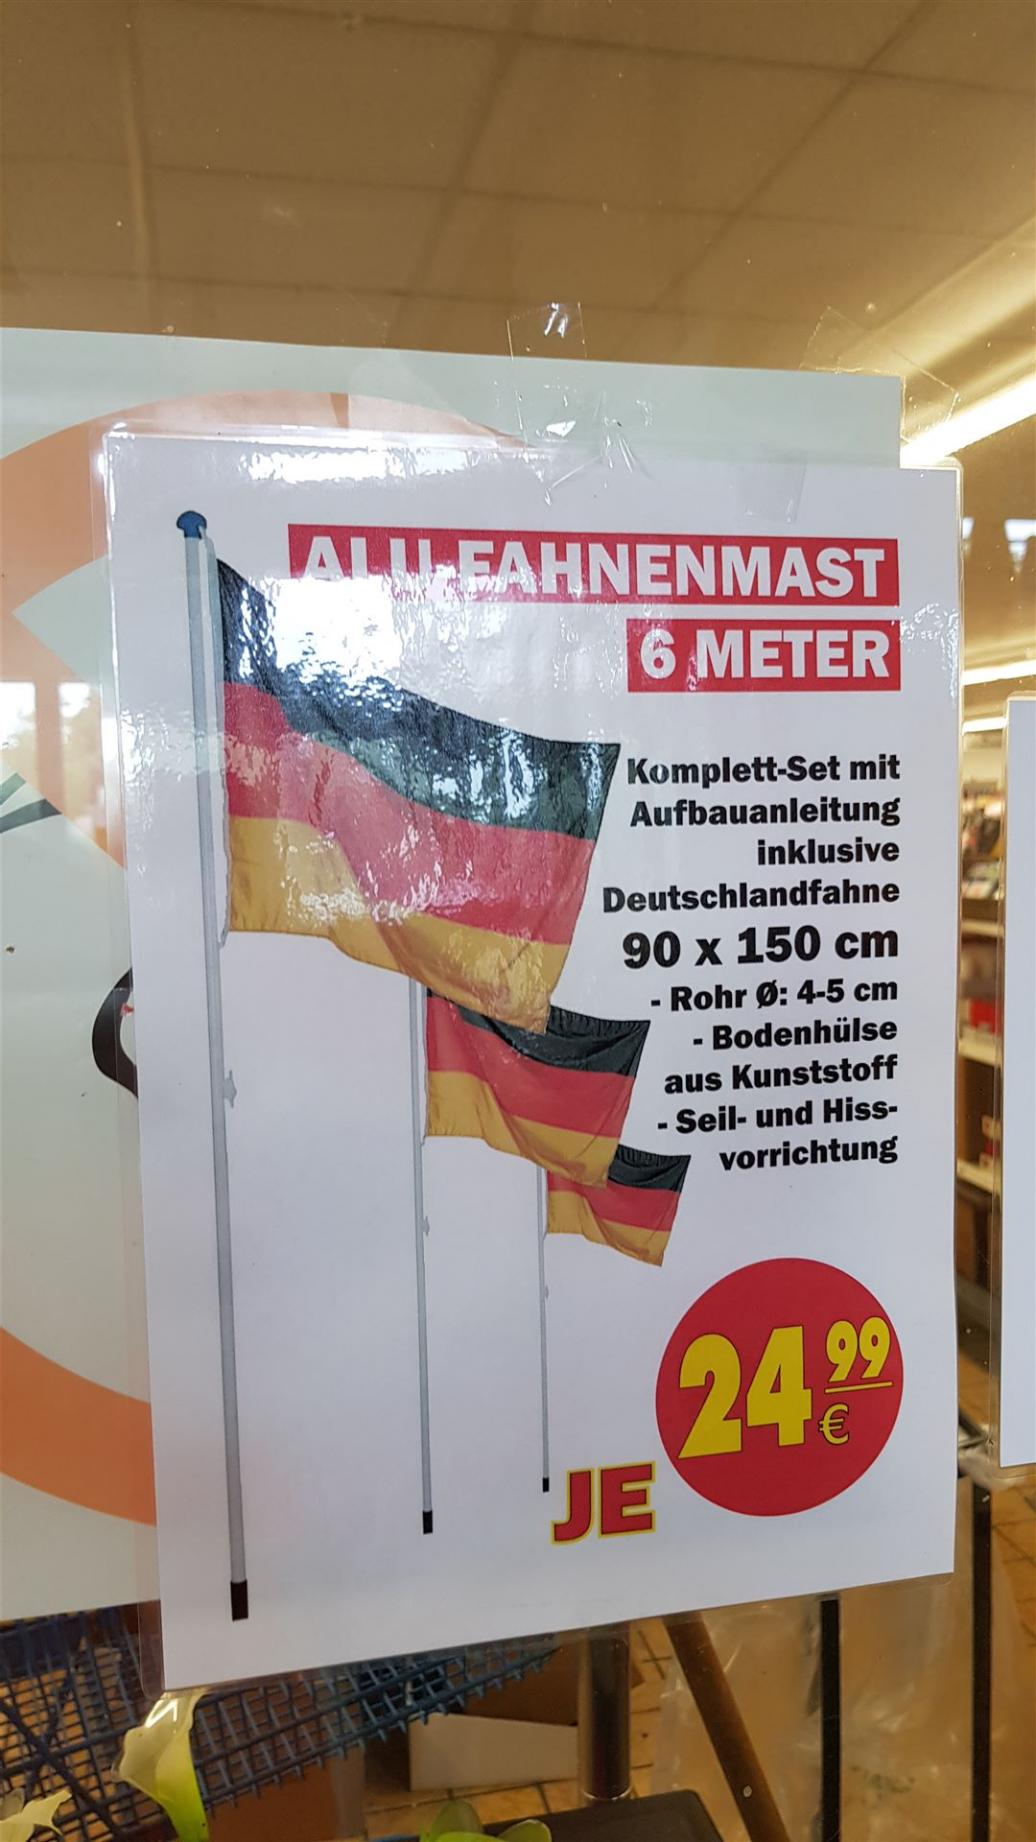 ALU-FAHNENMAST
6 METER
Komplett-Set mit
Aufbauanleitung
inklusive
Deutschlandfahne
90 x 150 cm
- Rohr Ø: 4-5 cm
- Bodenhülse
aus Kunststoff
- Seil- und Hiss-
vorrichtung
24 99 €
JE